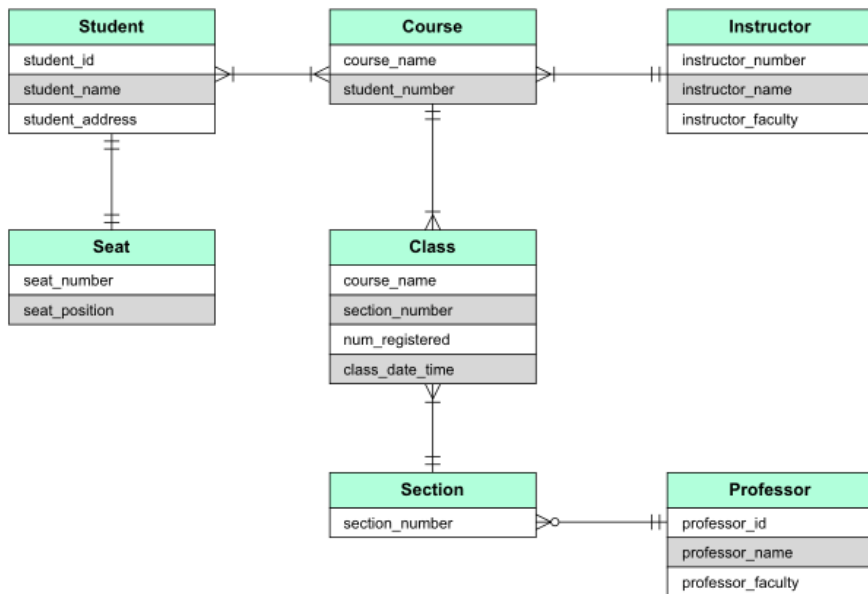 Student
student_id
student_name
student_address
Course
course_name
student_number
Instructor
instructor_number
instructor_name
instructor_faculty
Seat
seat_number
seat_position
Class
course_name
section_number
num_registered
class_date_time
Section
section_number
Professor
professor_id
professor_name
professor_faculty